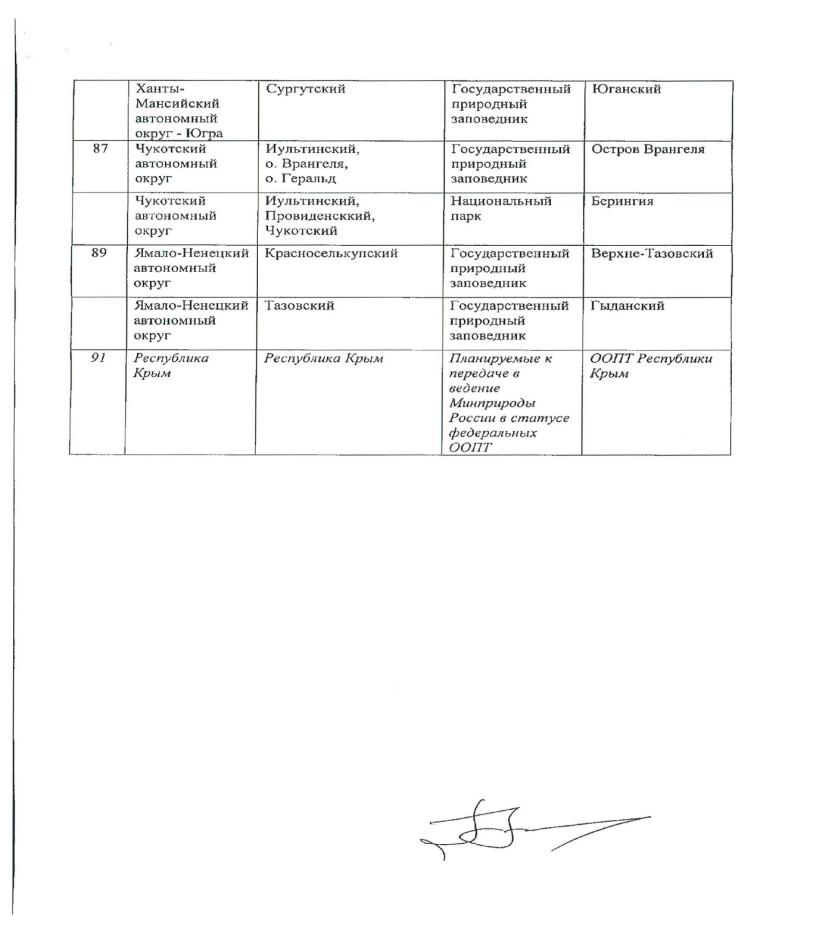 Ханты-
Мансийский
автономный
округ - Югра
Сургутский
Государственный
природный
заповедник
Юганский
87
Чукотский
автономный
округ
Иультинский,
о. Врангеля,
о. Геральд
Государственный
природный
заповедник
Остров Врангеля
Чукотский
автономный
округ
Иультинский,
Провиденсккий,
Чукотский
Национальный
парк
Берингия
89
Ямало-Ненецкий
автономный
округ
Красноселькупский
Государственный
природный
заповедник
Верхне-Тазовский
Ямало-Ненецкий
автономный
округ
Тазовский
Государственный
природный
заповедник
Гыданский
91
Республика
Крым
Республика Крым
Планируемые к
передаче в
ведение
Минприроды
России в статусе
федеральных
ООПТ
ООПТ Республики
Крым